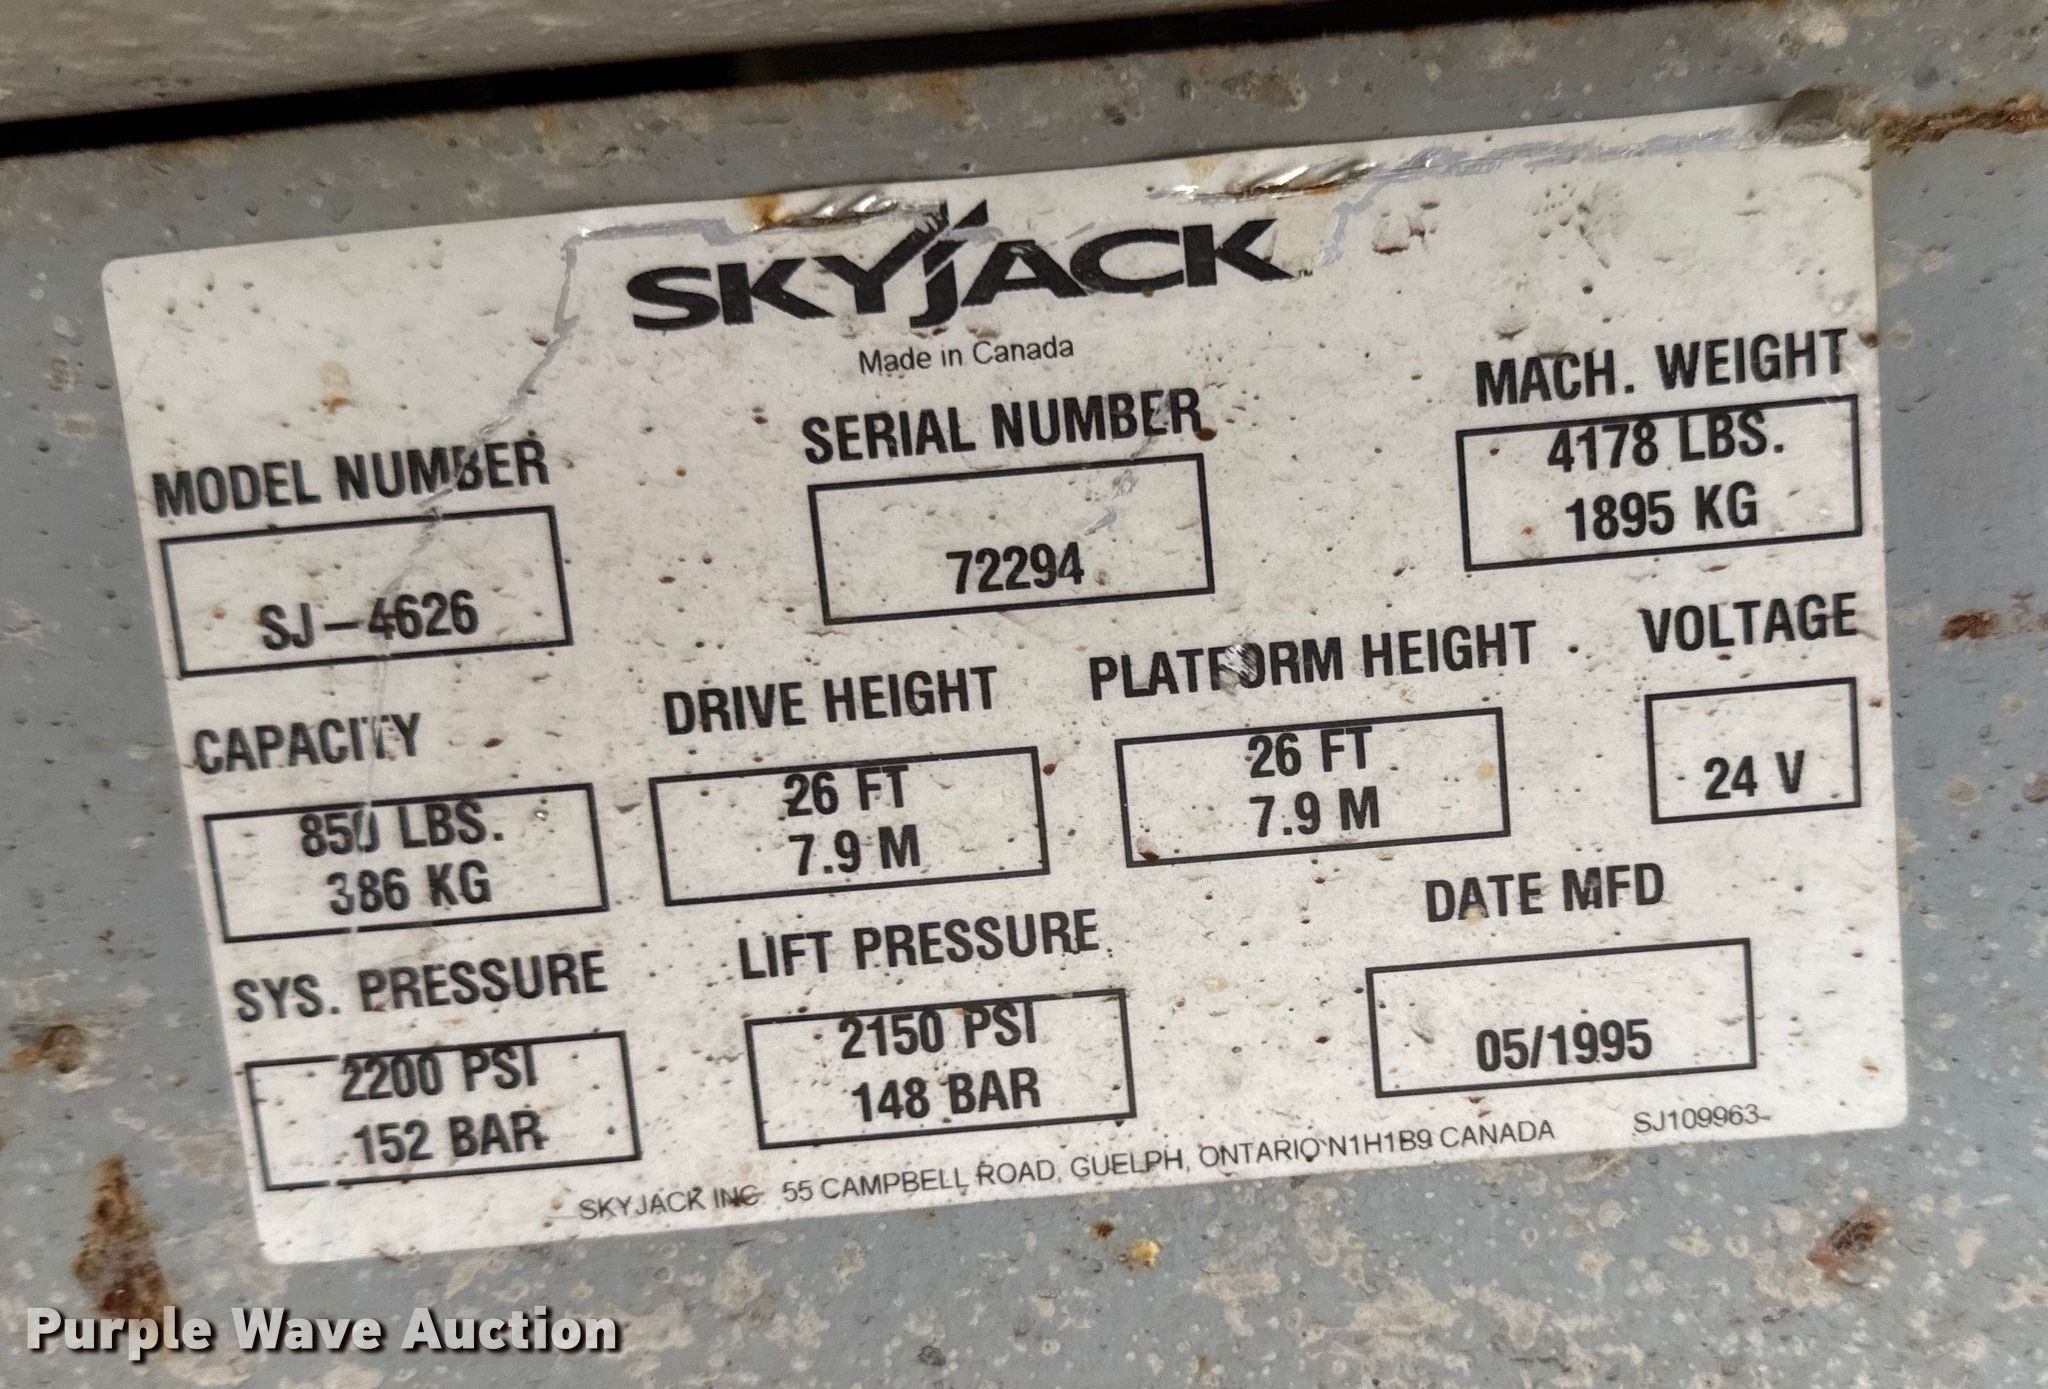 SKYJACK
Made in Canada
MODEL NUMBER
SJ-4626
SERIAL NUMBER
72294
MACH. WEIGHT
4178 LBS.
1895 KG
CAPACITY
850 LBS.
386 KG
DRIVE HEIGHT
26 FT
7.9 M
PLATFORM HEIGHT
26 FT
7.9 M
VOLTAGE
24 V
SYS. PRESSURE
2200 PSI
152 BAR
LIFT PRESSURE
2150 PSI
148 BAR
DATE MFD
05/1995
SKYJACK INC. 55 CAMPBELL ROAD, GUELPH, ONTARIO N1H1B9 CANADA SJ109963
Purple Wave Auction